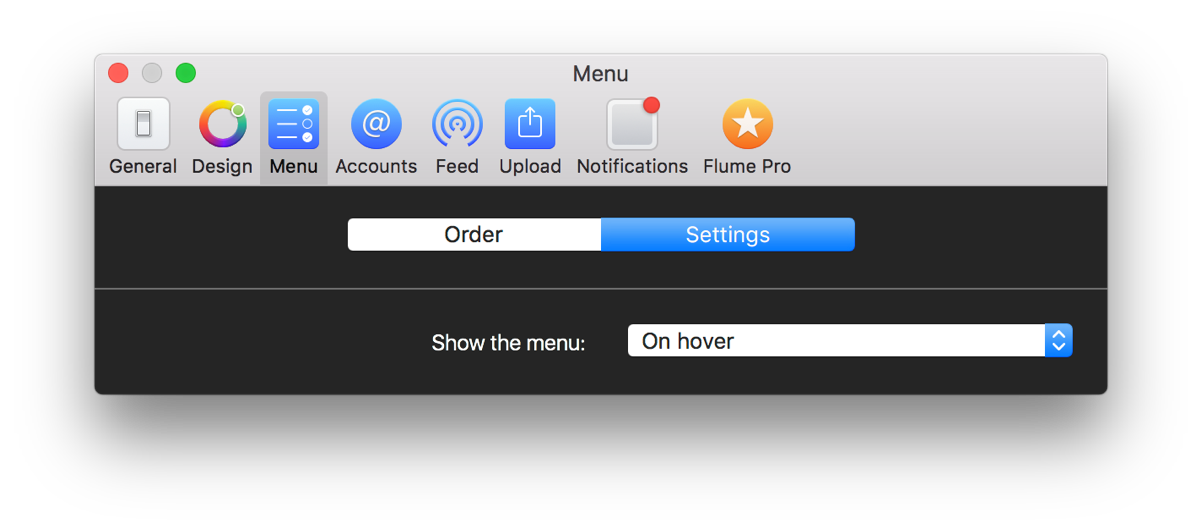 Menu
General Design Menu Accounts Feed Upload Notifications Flume Pro
Order Settings
Show the menu: On hover